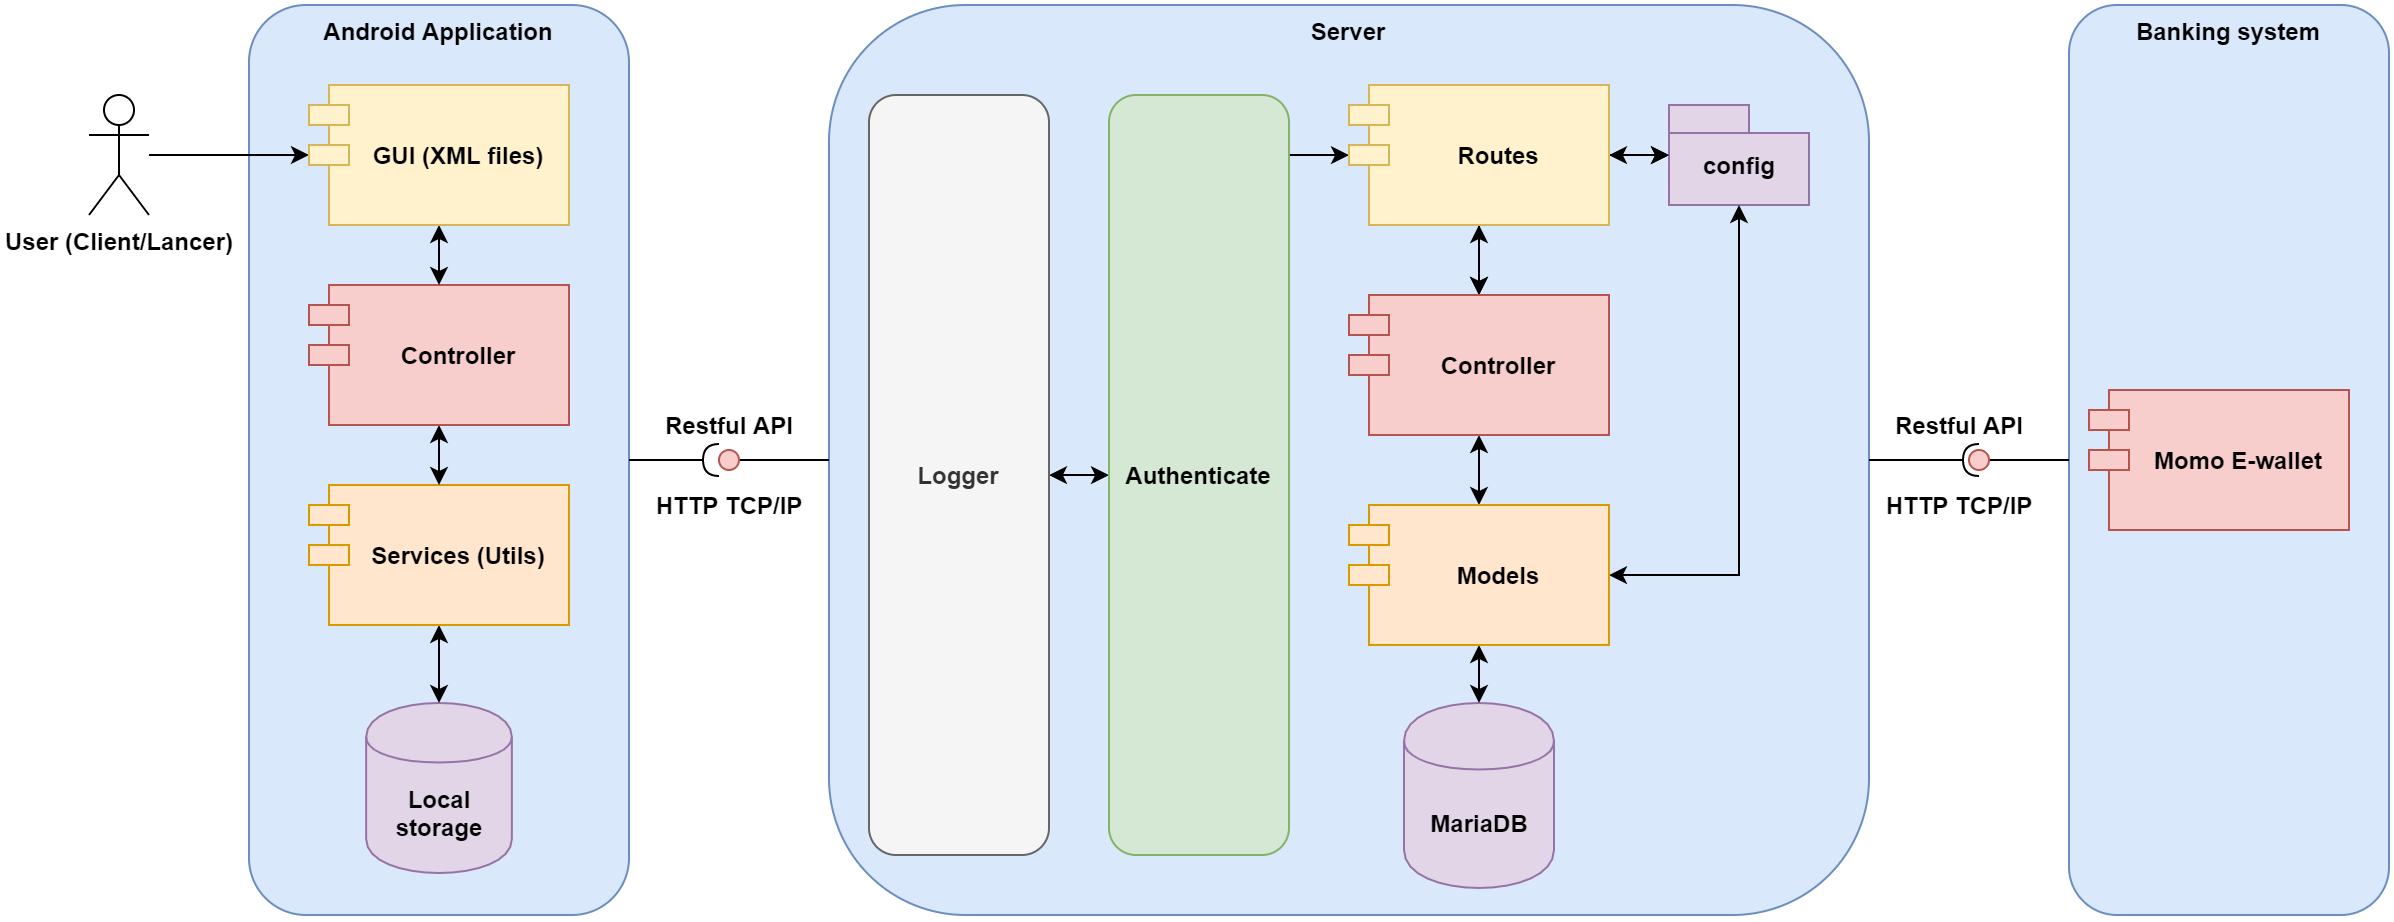 Android Application
Server
Banking system
GUI (XML files)
Routes
config
User (Client/Lancer)
Controller
Controller
Restful API
HTTP TCP/IP
Restful API
HTTP TCP/IP
Logger
Authenticate
Momo E-wallet
Services (Utils)
Models
Local
storage
MariaDB